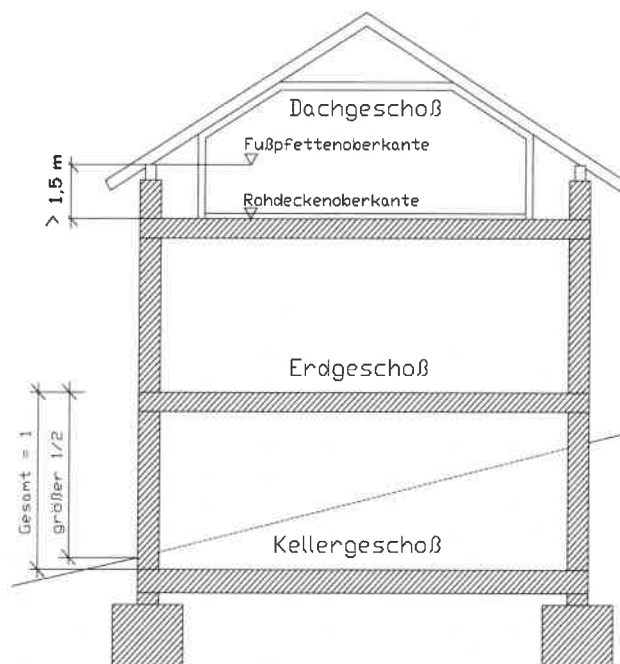 Dachgeschoß
Fußpfettenoberkante
> 1,5 m
Rohdeckenoberkante
Erdgeschoß
Gesamt = 1
größer 1/2
Kellergeschoß